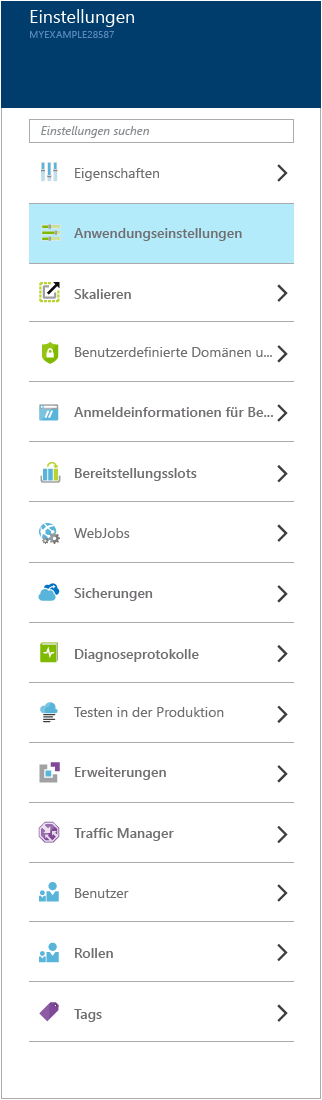 Einstellungen
MYEXAMPLE28587
Einstellungen suchen
Eigenschaften
Anwendungseinstellungen
Skalieren
Benutzerdefinierte Domänen u...
Anmeldeinformationen für Be...
Bereitstellungsslots
WebJobs
Sicherungen
Diagnoseprotokolle
Testen in der Produktion
Erweiterungen
Traffic Manager
Benutzer
Rollen
Tags